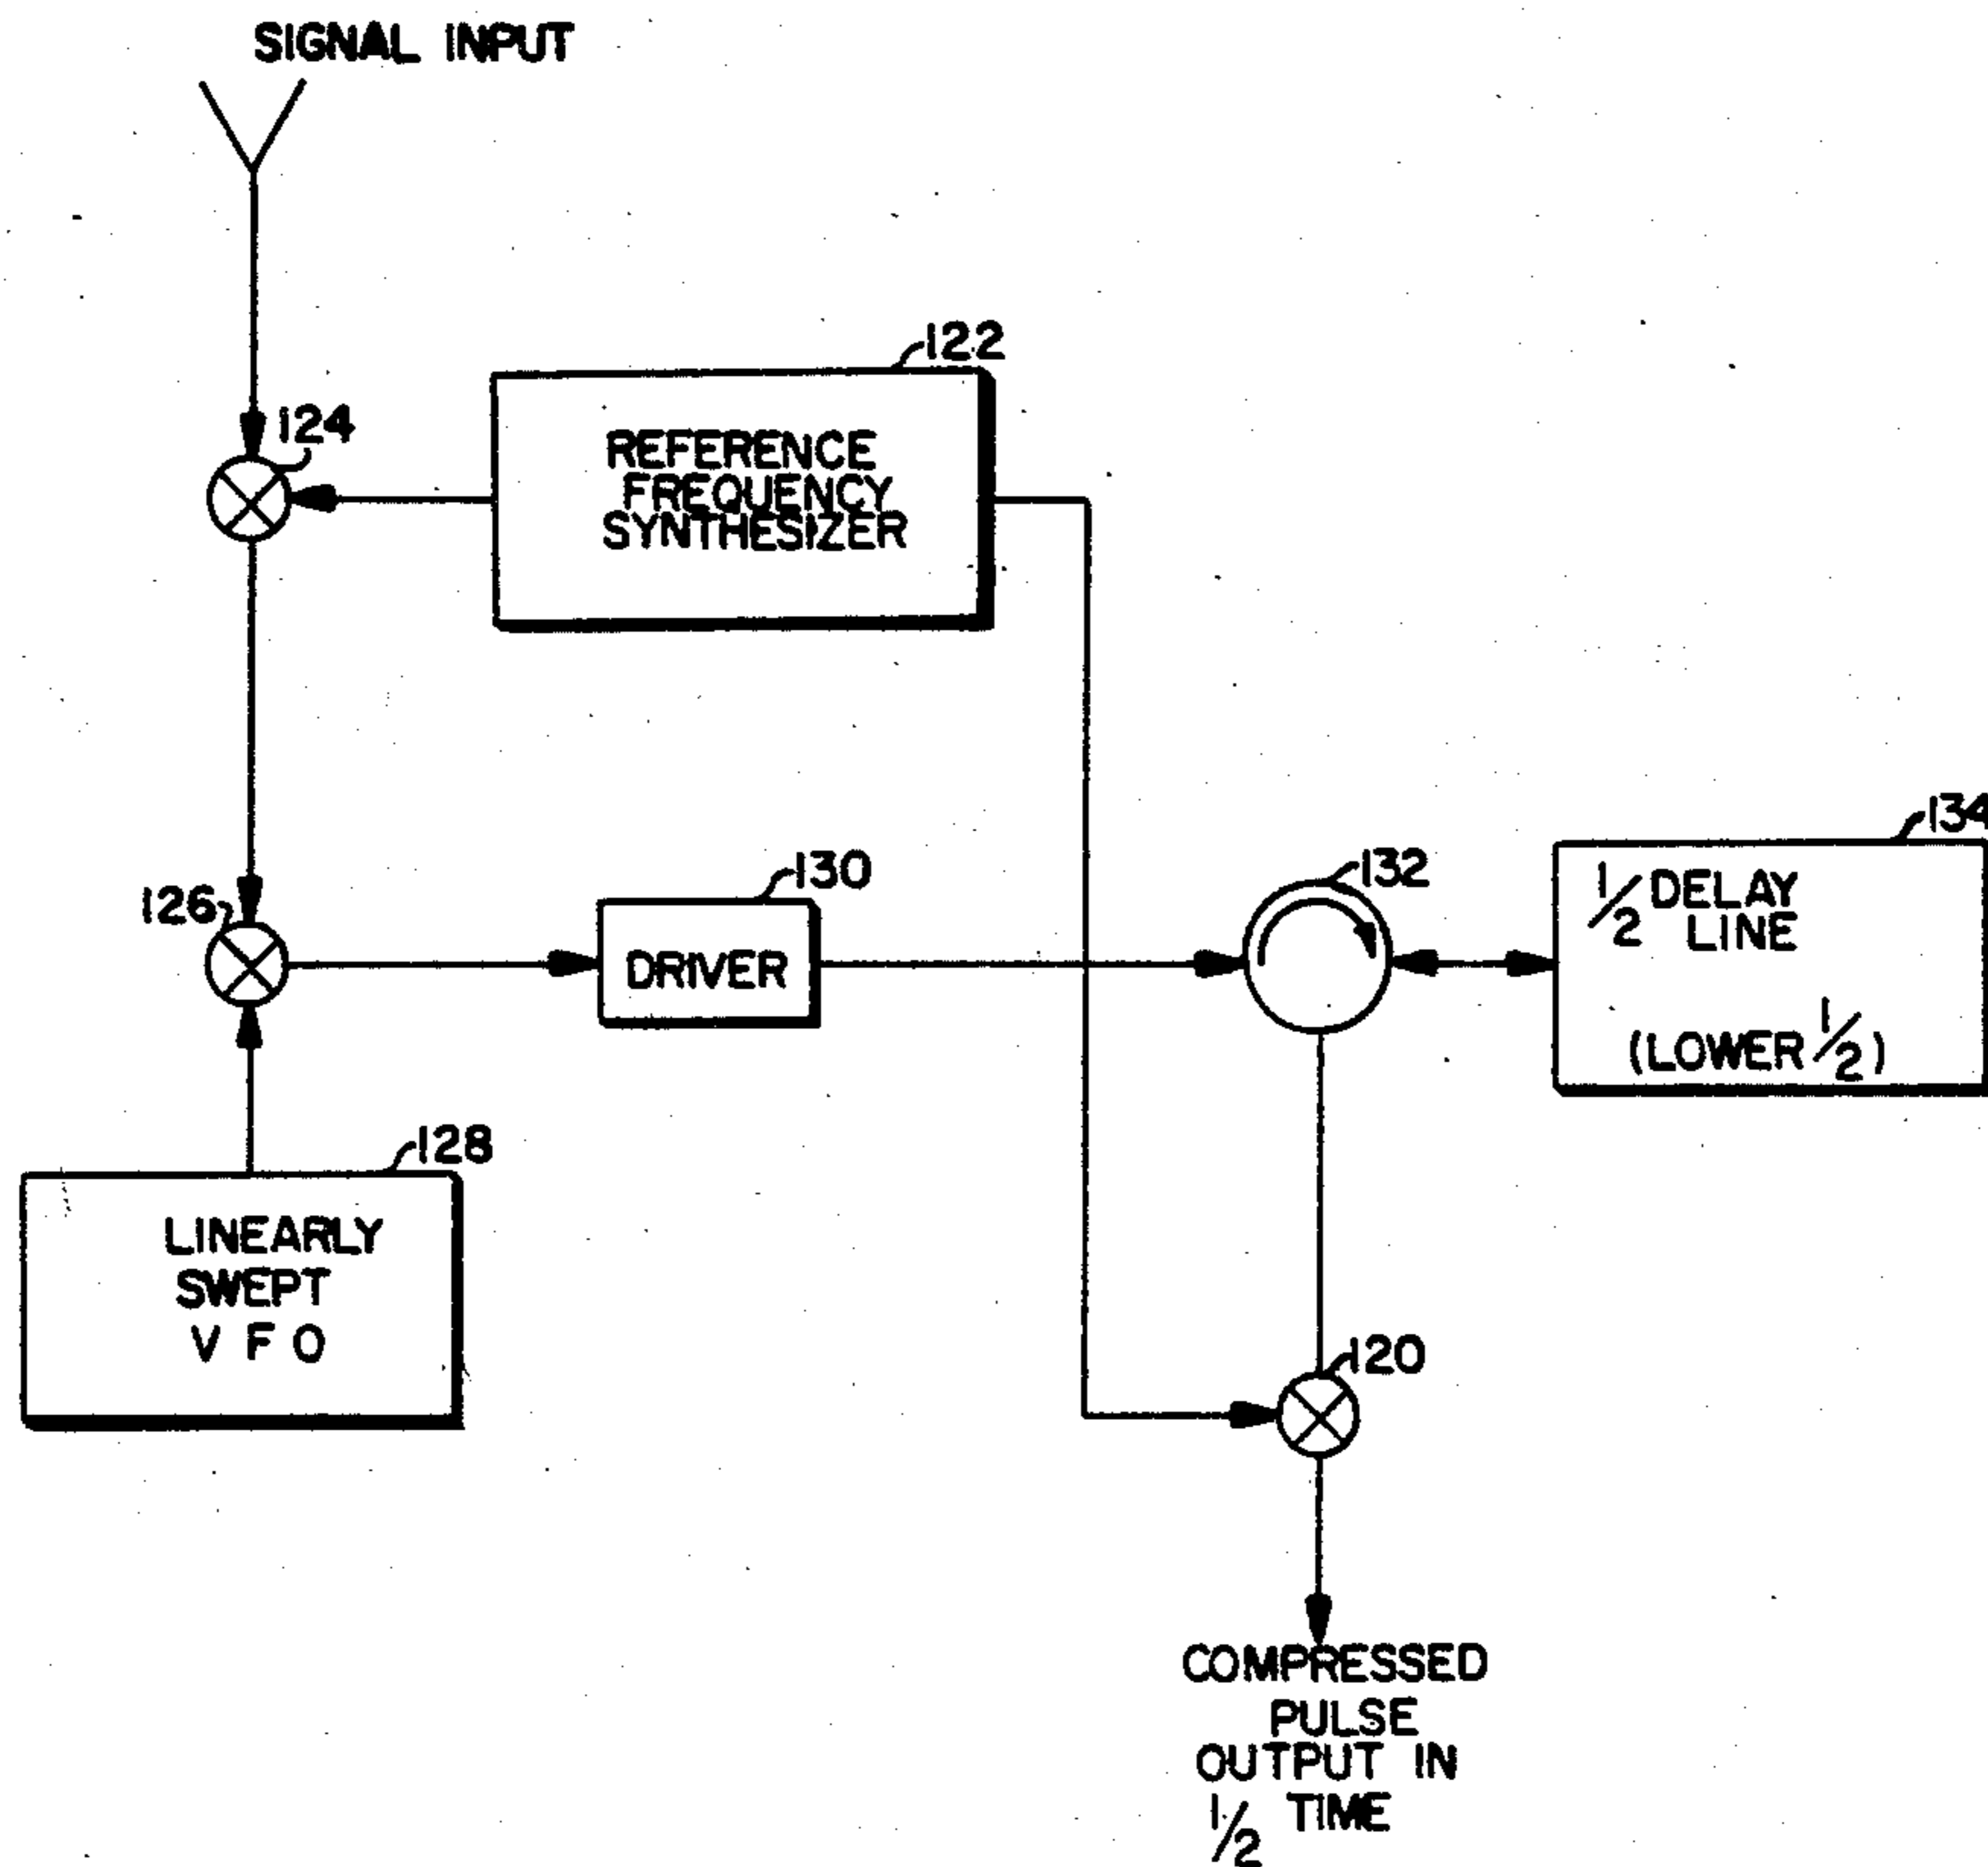 SIGNAL INPUT
122
124
REFERENCE
FREQUENCY
SYNTHESIZER
134
130
132
126
1/2 DELAY
LINE
DRIVER
(LOWER 1/2)
128
LINEARLY
SWEPT
V F O
120
COMPRESSED
PULSE
OUTPUT IN
1/2 TIME